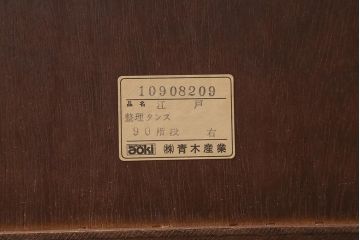 10908209
品名 江戸
整理タンス
90階段 右
aoki ㈱青木産業